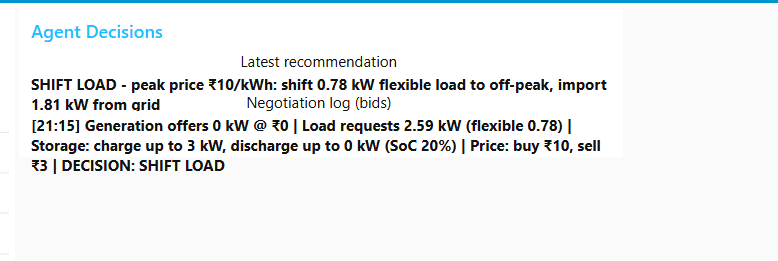 Agent Decisions
Latest recommendation
SHIFT LOAD - peak price ₹10/kWh: shift 0.78 kW flexible load to off-peak, import
1.81 kW from grid
Negotiation log (bids)
[21:15] Generation offers 0 kW @ ₹0 | Load requests 2.59 kW (flexible 0.78) |
Storage: charge up to 3 kW, discharge up to 0 kW (SoC 20%) | Price: buy ₹10, sell
₹3 | DECISION: SHIFT LOAD